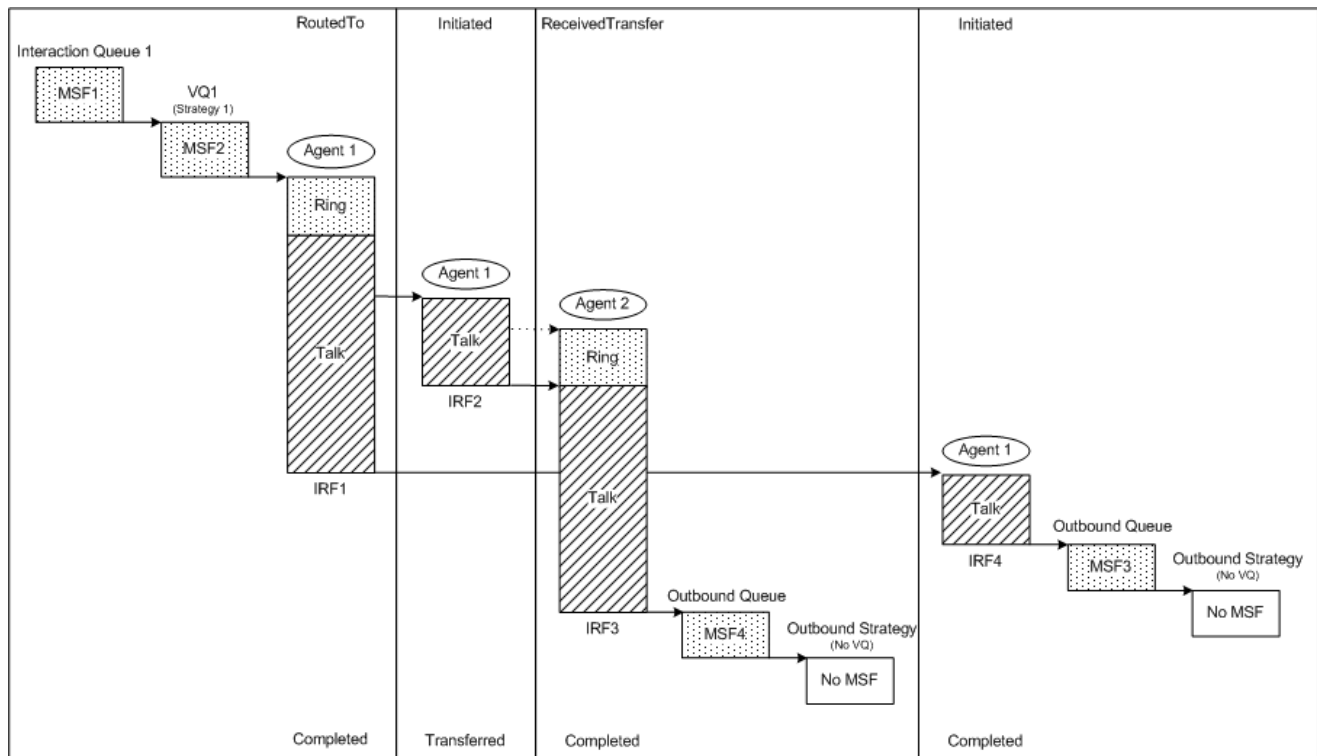 RoutedTo
Initiated
ReceivedTransfer
Initiated
Interaction Queue 1
MSF1
VQ1
(Strategy 1)
MSF2
Agent 1
Ring
Talk
IRF1
Agent 1
Talk
IRF2
Agent 2
Ring
Talk
IRF3
Outbound Queue
MSF4
Outbound Strategy
(No VQ)
No MSF
Agent 1
Talk
IRF4
Outbound Queue
MSF3
Outbound Strategy
(No VQ)
No MSF
Completed
Transferred
Completed
Completed